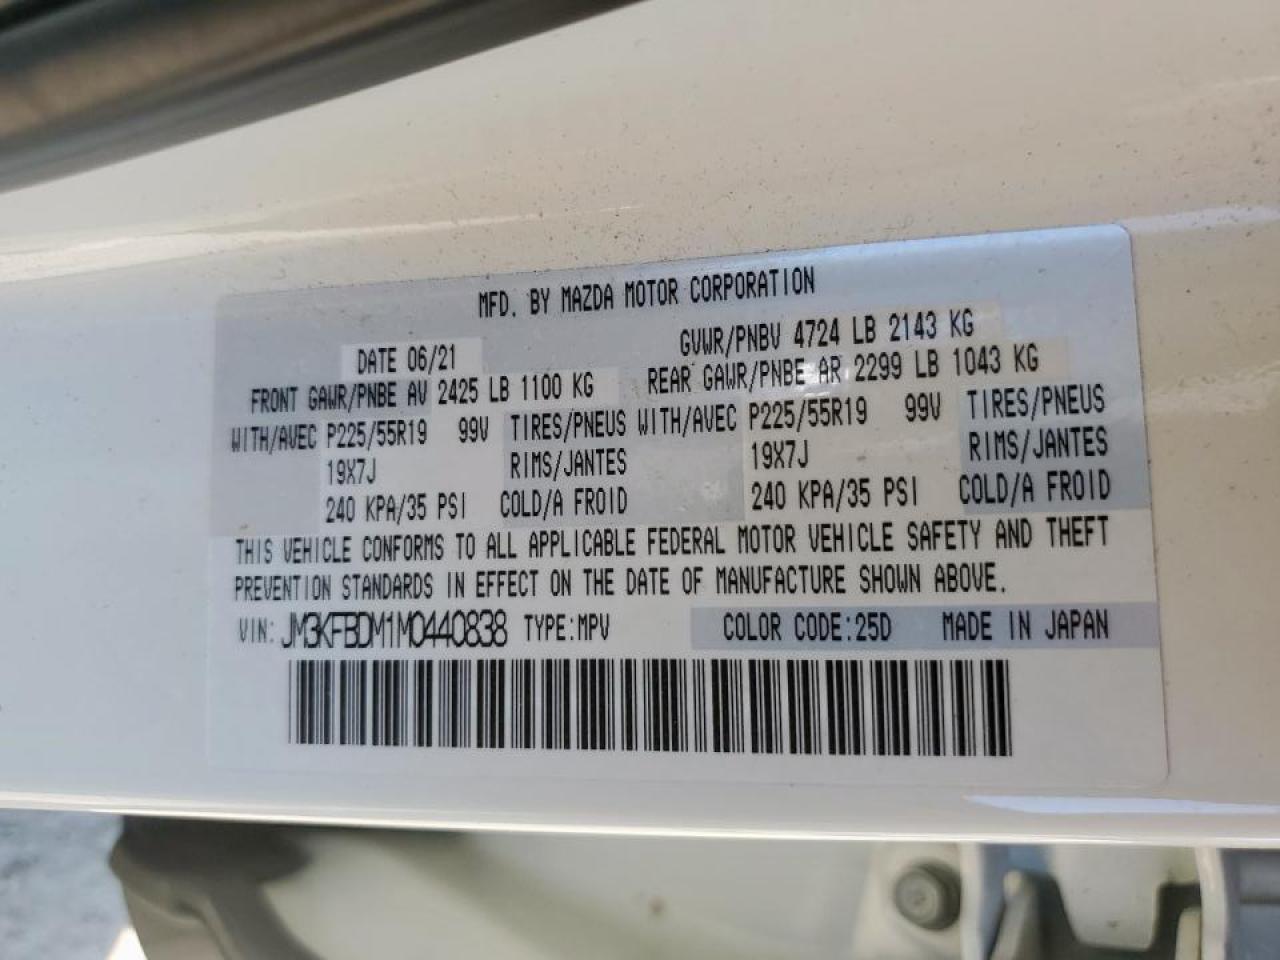 MFD. BY MAZDA MOTOR CORPORATION
DATE 06/21 GVWR/PNBV 4724 LB 2143 KG
FRONT GAWR/PNBE AV 2425 LB 1100 KG REAR GAWR/PNBE AR 2299 LB 1043 KG
WITH/AVEC P225/55R19 99V TIRES/PNEUS WITH/AVEC P225/55R19 99V TIRES/PNEUS
19X7J RIMS/JANTES 19X7J RIMS/JANTES
240 KPA/35 PSI COLD/A FROID 240 KPA/35 PSI COLD/A FROID
THIS VEHICLE CONFORMS TO ALL APPLICABLE FEDERAL MOTOR VEHICLE SAFETY AND THEFT
PREVENTION STANDARDS IN EFFECT ON THE DATE OF MANUFACTURE SHOWN ABOVE.
VIN: JM3KFBDM1M0440838 TYPE:MPV COLOR CODE:25D MADE IN JAPAN